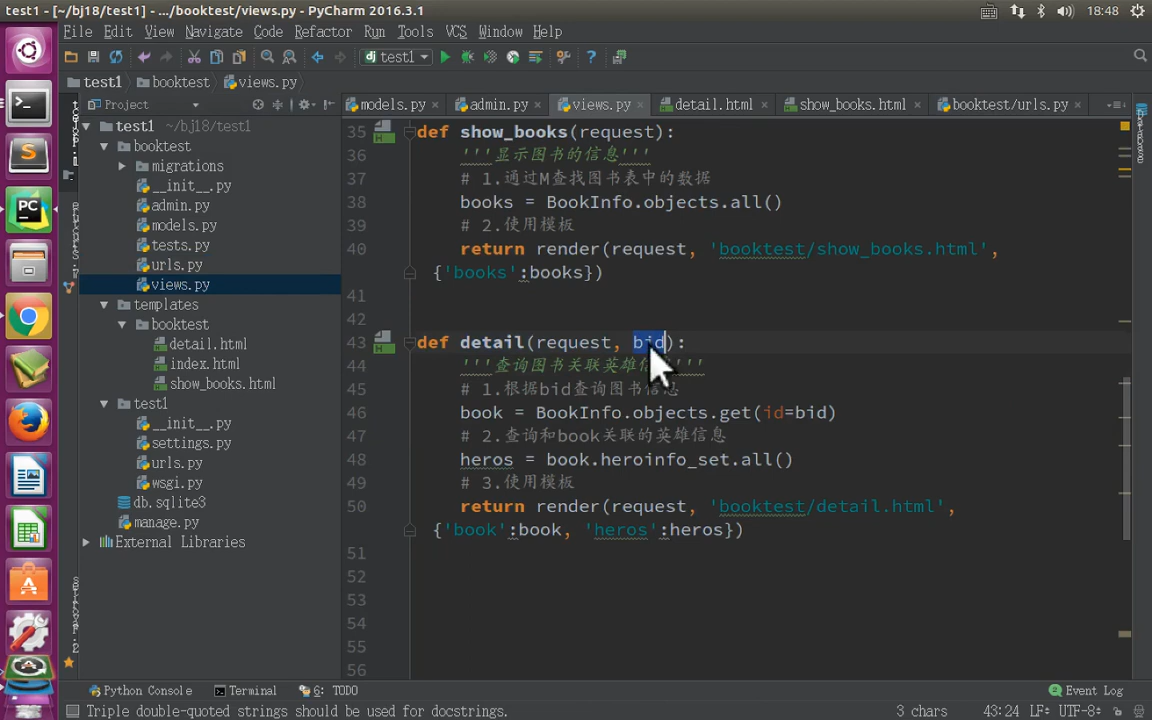 test1 - [~/bj18/test1] - .../booktest/views.py - PyCharm 2016.3.1
18:48
File Edit View Navigate Code Refactor Run Tools VCS Window Help
test1
test1 booktest views.py
Project
models.py admin.py views.py detail.html show_books.html booktest/urls.py
test1 ~/bj18/test1
booktest
migrations
__init__.py
admin.py
models.py
tests.py
urls.py
views.py
templates
booktest
detail.html
index.html
show_books.html
test1
__init__.py
settings.py
urls.py
wsgi.py
db.sqlite3
manage.py
External Libraries
35 def show_books(request):
36 '''显示图书的信息'''
37 # 1.通过M查找图书表中的数据
38 books = BookInfo.objects.all()
39 # 2.使用模板
40 return render(request, 'booktest/show_books.html',
{'books':books})
41
42
43 def detail(request, bid):
44 '''查询图书关联英雄信'''
45 # 1.根据bid查询图书信息
46 book = BookInfo.objects.get(id=bid)
47 # 2.查询和book关联的英雄信息
48 heros = book.heroinfo_set.all()
49 # 3.使用模板
50 return render(request, 'booktest/detail.html',
{'book':book, 'heros':heros})
51
52
53
54
55
56
Python Console Terminal 6: TODO Event Log
Triple double-quoted strings should be used for docstrings. 3 chars 43:24 LF UTF-8